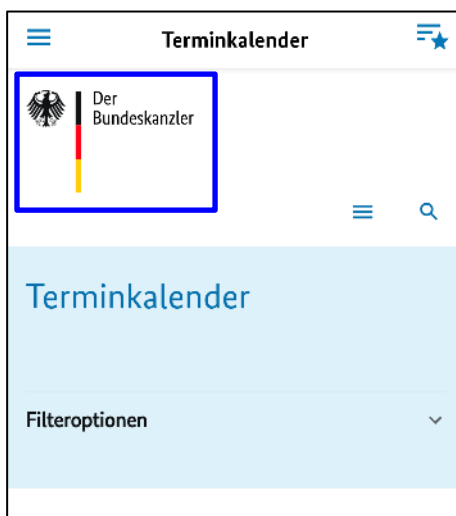 Terminkalender
Der
Bundeskanzler
Terminkalender
Filteroptionen